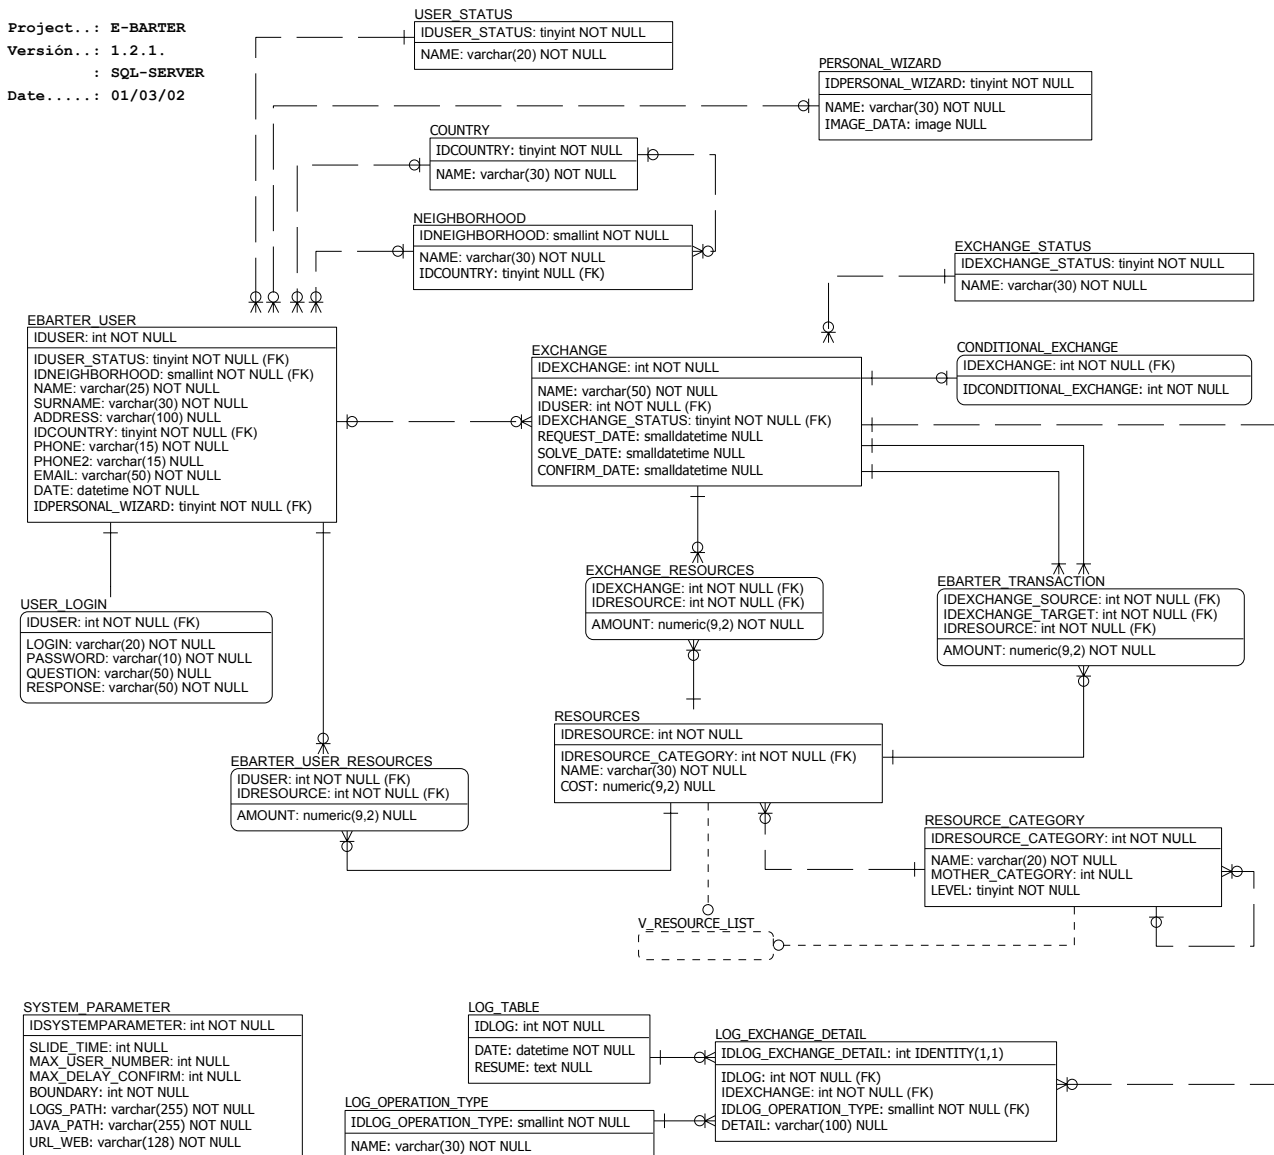 Project..: E-BARTER
Versión..: 1.2.1.
: SQL-SERVER
Date.....: 01/03/02
USER_STATUS
IDUSER_STATUS: tinyint NOT NULL
NAME: varchar(20) NOT NULL
PERSONAL_WIZARD
IDPERSONAL_WIZARD: tinyint NOT NULL
NAME: varchar(30) NOT NULL
IMAGE_DATA: image NULL
COUNTRY
IDCOUNTRY: tinyint NOT NULL
NAME: varchar(30) NOT NULL
NEIGHBORHOOD
IDNEIGHBORHOOD: smallint NOT NULL
NAME: varchar(30) NOT NULL
IDCOUNTRY: tinyint NULL (FK)
EXCHANGE_STATUS
IDEXCHANGE_STATUS: tinyint NOT NULL
NAME: varchar(30) NOT NULL
EBARTER_USER
IDUSER: int NOT NULL
IDUSER_STATUS: tinyint NOT NULL (FK)
IDNEIGHBORHOOD: smallint NOT NULL (FK)
NAME: varchar(25) NOT NULL
SURNAME: varchar(30) NOT NULL
ADDRESS: varchar(100) NULL
IDCOUNTRY: tinyint NOT NULL (FK)
PHONE: varchar(15) NOT NULL
PHONE2: varchar(15) NULL
EMAIL: varchar(50) NOT NULL
DATE: datetime NOT NULL
IDPERSONAL_WIZARD: tinyint NOT NULL (FK)
EXCHANGE
IDEXCHANGE: int NOT NULL
NAME: varchar(50) NOT NULL
IDUSER: int NOT NULL (FK)
IDEXCHANGE_STATUS: tinyint NOT NULL (FK)
REQUEST_DATE: smalldatetime NULL
SOLVE_DATE: smalldatetime NULL
CONFIRM_DATE: smalldatetime NULL
CONDITIONAL_EXCHANGE
IDEXCHANGE: int NOT NULL (FK)
IDCONDITIONAL_EXCHANGE: int NOT NULL
USER_LOGIN
IDUSER: int NOT NULL (FK)
LOGIN: varchar(20) NOT NULL
PASSWORD: varchar(10) NOT NULL
QUESTION: varchar(50) NULL
RESPONSE: varchar(50) NOT NULL
EXCHANGE_RESOURCES
IDEXCHANGE: int NOT NULL (FK)
IDRESOURCE: int NOT NULL (FK)
AMOUNT: numeric(9,2) NOT NULL
EBARTER_TRANSACTION
IDEXCHANGE_SOURCE: int NOT NULL (FK)
IDEXCHANGE_TARGET: int NOT NULL (FK)
IDRESOURCE: int NOT NULL (FK)
AMOUNT: numeric(9,2) NOT NULL
RESOURCES
IDRESOURCE: int NOT NULL
IDRESOURCE_CATEGORY: int NOT NULL (FK)
NAME: varchar(30) NOT NULL
COST: numeric(9,2) NULL
EBARTER_USER_RESOURCES
IDUSER: int NOT NULL (FK)
IDRESOURCE: int NOT NULL (FK)
AMOUNT: numeric(9,2) NULL
RESOURCE_CATEGORY
IDRESOURCE_CATEGORY: int NOT NULL
NAME: varchar(20) NOT NULL
MOTHER_CATEGORY: int NULL
LEVEL: tinyint NOT NULL
V_RESOURCE_LIST
SYSTEM_PARAMETER
IDSYSTEMPARAMETER: int NOT NULL
SLIDE_TIME: int NULL
MAX_USER_NUMBER: int NULL
MAX_DELAY_CONFIRM: int NULL
BOUNDARY: int NOT NULL
LOGS_PATH: varchar(255) NOT NULL
JAVA_PATH: varchar(255) NOT NULL
URL_WEB: varchar(128) NOT NULL
LOG_TABLE
IDLOG: int NOT NULL
DATE: datetime NOT NULL
RESUME: text NULL
LOG_OPERATION_TYPE
IDLOG_OPERATION_TYPE: smallint NOT NULL
NAME: varchar(30) NOT NULL
LOG_EXCHANGE_DETAIL
IDLOG_EXCHANGE_DETAIL: int IDENTITY(1,1)
IDLOG: int NOT NULL (FK)
IDEXCHANGE: int NOT NULL (FK)
IDLOG_OPERATION_TYPE: smallint NOT NULL (FK)
DETAIL: varchar(100) NULL